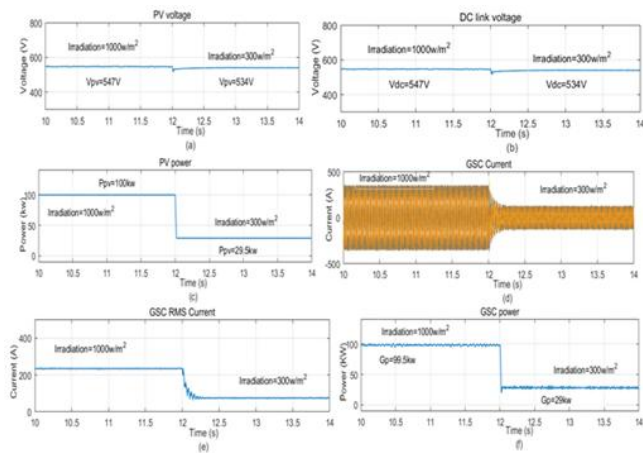 PV voltage
Voltage (V)
800
600
400
Irradiation=1000w/m²
Irradiation=300w/m²
Vpv=547V
Vpv=534V
10 10.5 11 11.5 12 12.5 13 13.5 14
Time (s)
(a)
DC link voltage
Voltage (V)
800
600
400
Irradiation=1000w/m²
Irradiation=300w/m²
Vdc=547V
Vdc=534V
10 10.5 11 11.5 12 12.5 13 13.5 14
Time (s)
(b)
PV power
Power (kw)
100
50
0
Ppv=100kw
Irradiation=1000w/m²
Irradiation=300w/m²
Ppv=29.5kw
10 10.5 11 11.5 12 12.5 13 13.5 14
Time (s)
(c)
GSC Current
Current (A)
500
0
-500
Irradiation=1000w/m²
Irradiation=300w/m²
10 10.5 11 11.5 12 12.5 13 13.5 14
Time (s)
(d)
GSC RMS Current
Current (A)
400
200
0
Irradiation=1000w/m²
Irradiation=300w/m²
10 10.5 11 11.5 12 12.5 13 13.5 14
Time (s)
(e)
GSC power
Power (KW)
100
50
0
Irradiation=1000w/m²
Gp=99.5kw
Irradiation=300w/m²
Gp=29kw
10 10.5 11 11.5 12 12.5 13 13.5 14
Time (s)
(f)